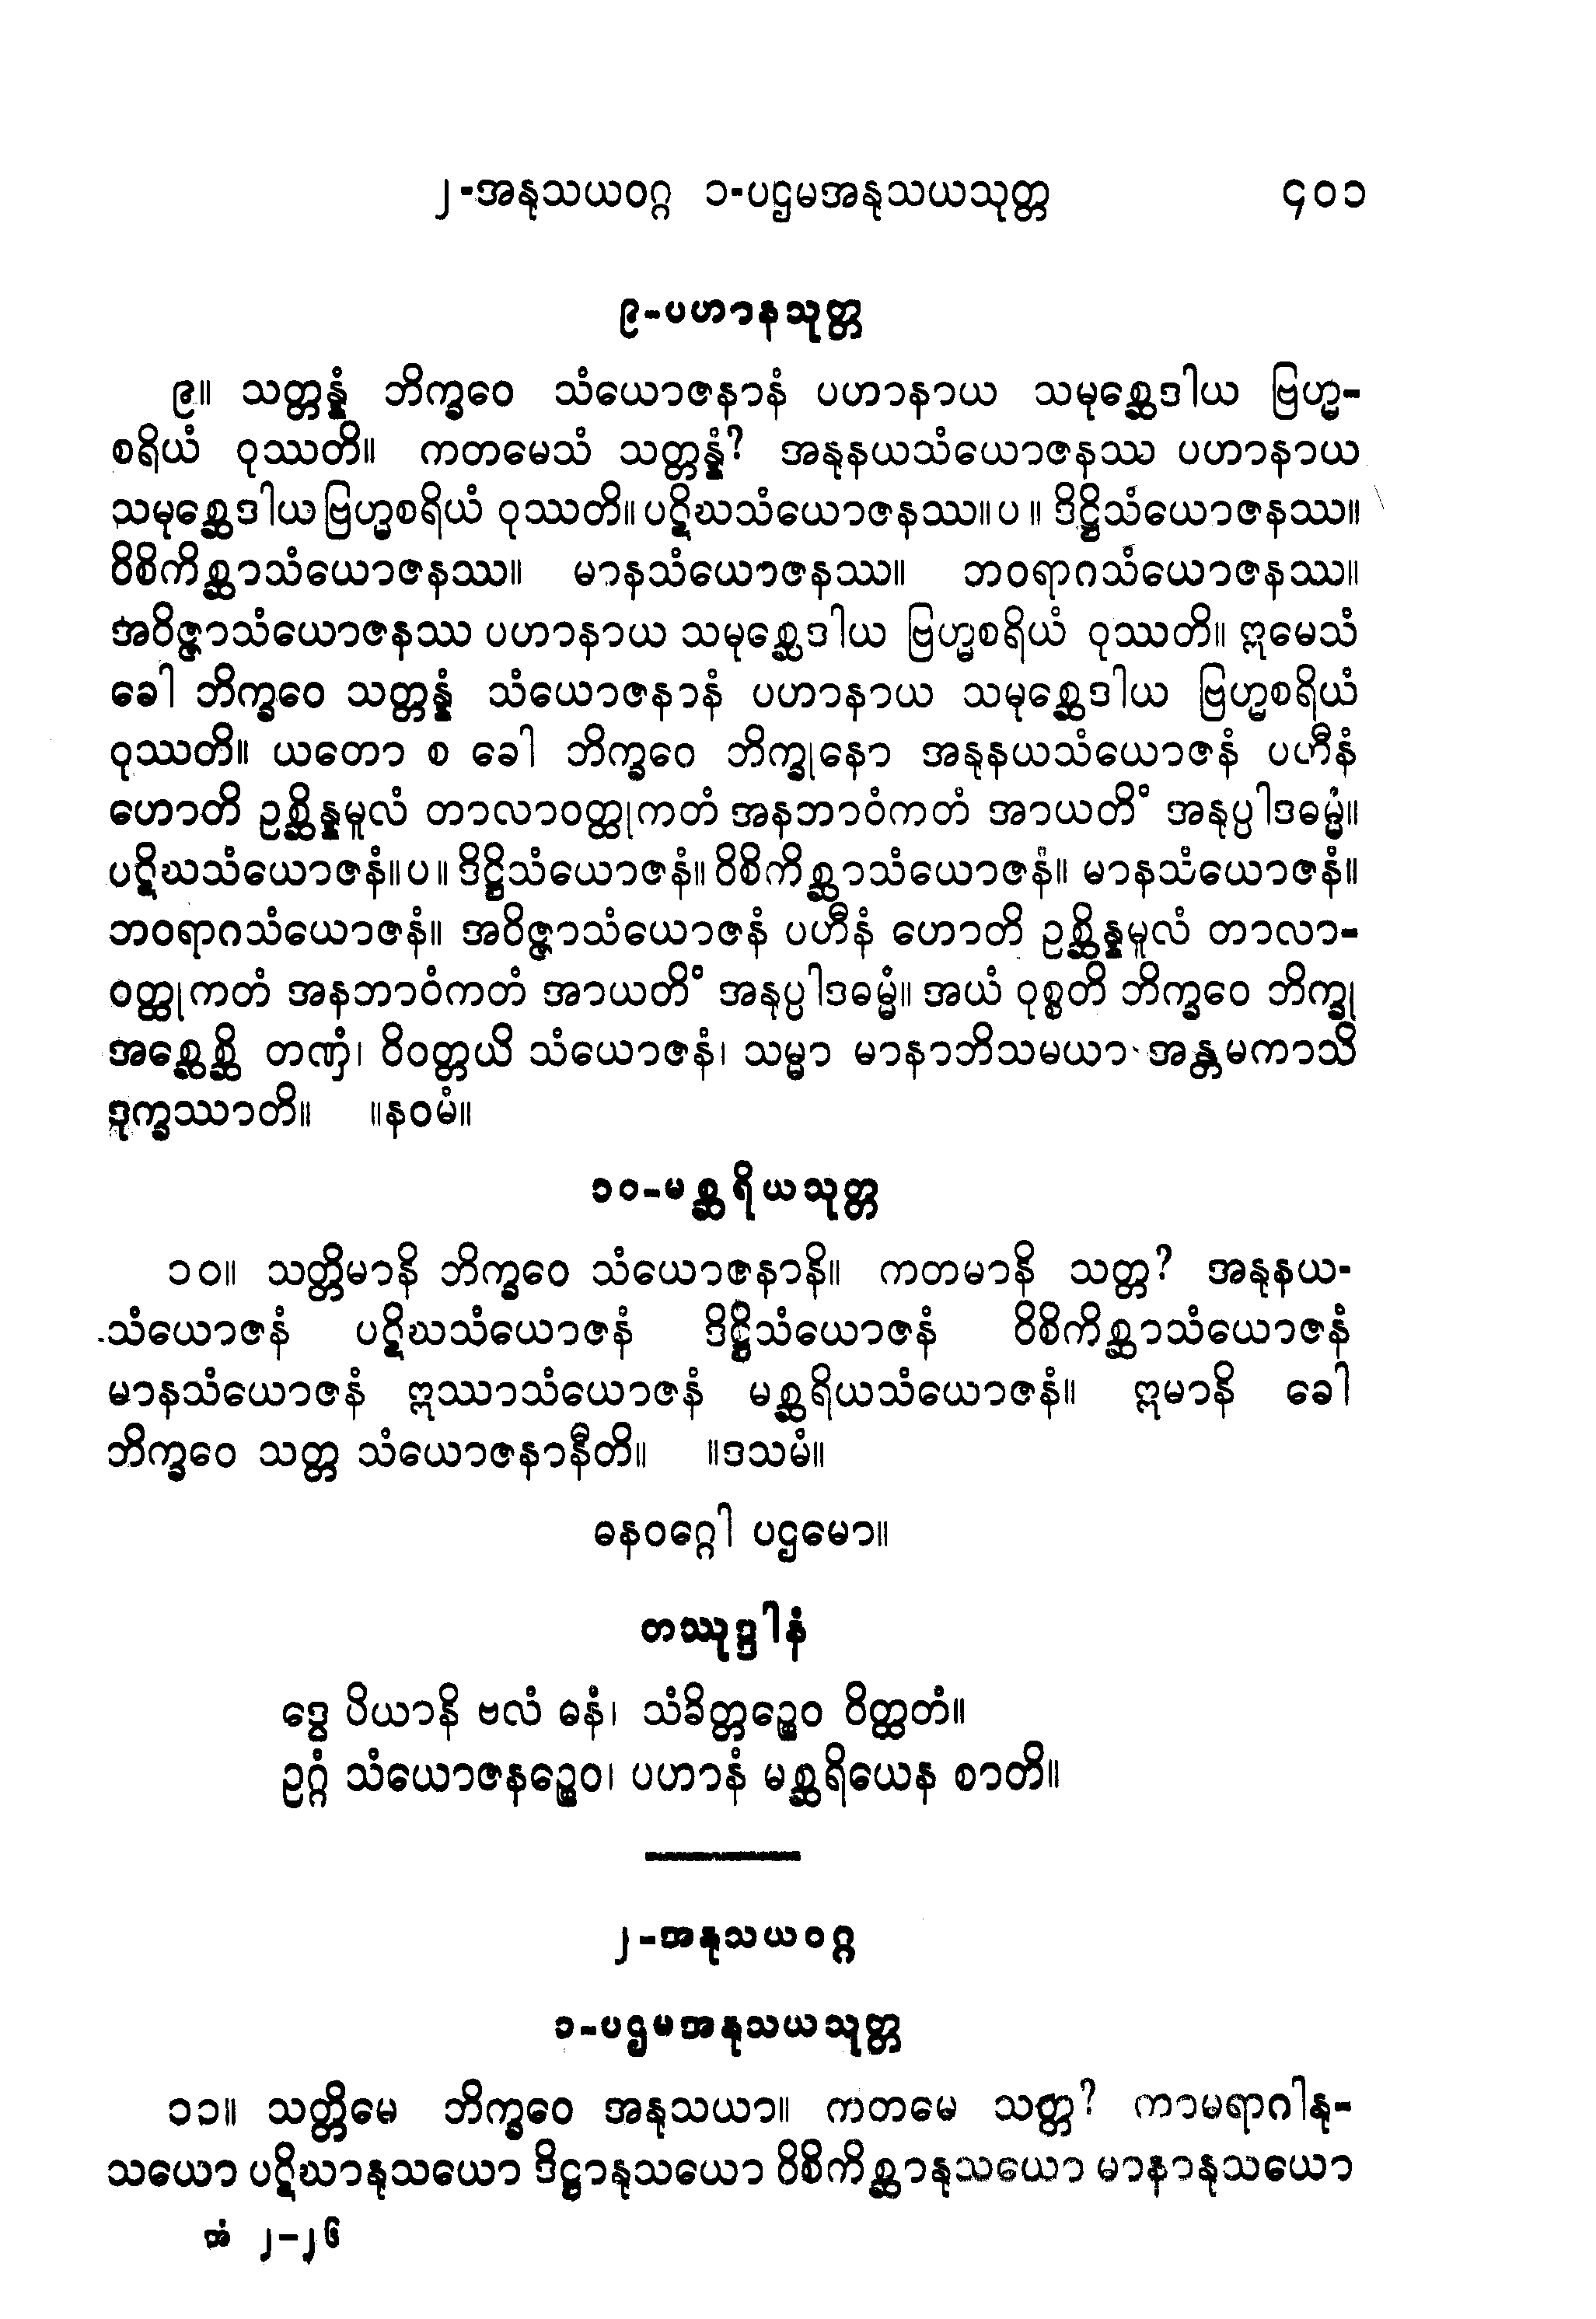 ၂-အနုသယဝဂ္ဂ ၁-ပဌမအနုသယသုတ္တ ၄၀၁
၉-ပဟာနသုတ္တ
၉။ သတ္တန္နံ ဘိက္ခဝေ သံယောဇနာနံ ပဟာနာယ သမုစ္ဆေဒါယ ဗြဟ္မ-
စရိယံ ဝုဿတိ။ ကတမေသံ သတ္တန္နံ? အနုနယသံယောဇနဿ ပဟာနာယ
သမုစ္ဆေဒါယ ဗြဟ္မစရိယံ ဝုဿတိ။ ပဋိဃသံယောဇနဿ။ပ။ ဒိဋ္ဌိသံယောဇနဿ။
ဝိစိကိစ္ဆာသံယောဇနဿ။ မာနသံယောဇနဿ။ ဘဝရာဂသံယောဇနဿ။
အဝိဇ္ဇာသံယောဇနဿ ပဟာနာယ သမုစ္ဆေဒါယ ဗြဟ္မစရိယံ ဝုဿတိ။ ဣမေသံ
ခေါ ဘိက္ခဝေ သတ္တန္နံ သံယောဇနာနံ ပဟာနာယ သမုစ္ဆေဒါယ ဗြဟ္မစရိယံ
ဝုဿတိ။ ယတော စ ခေါ ဘိက္ခဝေ ဘိက္ခုနော အနုနယသံယောဇနံ ပဟီနံ
ဟောတိ ဥစ္ဆိန္နမူလံ တာလာဝတ္ထုကတံ အနဘာဝံကတံ အာယတိံ အနုပ္ပါဒဓမ္မံ။
ပဋိဃသံယောဇနံ။ပ။ ဒိဋ္ဌိသံယောဇနံ။ ဝိစိကိစ္ဆာသံယောဇနံ။ မာနသံယောဇနံ။
ဘဝရာဂသံယောဇနံ။ အဝိဇ္ဇာသံယောဇနံ ပဟီနံ ဟောတိ ဥစ္ဆိန္နမူလံ တာလာ-
ဝတ္ထုကတံ အနဘာဝံကတံ အာယတိံ အနုပ္ပါဒဓမ္မံ။ အယံ ဝုစ္စတိ ဘိက္ခဝေ ဘိက္ခု
အစ္ဆေစ္ဆိ တဏှံ၊ ဝိဝတ္တယိ သံယောဇနံ၊ သမ္မာ မာနာဘိသမယာ အန္တမကာသိ
ဒုက္ခဿာတိ။ ။နဝမံ။
၁၀-မစ္ဆရိယသုတ္တ
၁၀။ သတ္တိမာနိ ဘိက္ခဝေ သံယောဇနာနိ။ ကတမာနိ သတ္တ? အနုနယ-
သံယောဇနံ ပဋိဃသံယောဇနံ ဒိဋ္ဌိသံယောဇနံ ဝိစိကိစ္ဆာသံယောဇနံ
မာနသံယောဇနံ ဣဿာသံယောဇနံ မစ္ဆရိယသံယောဇနံ။ ဣမာနိ ခေါ
ဘိက္ခဝေ သတ္တ သံယောဇနာနီတိ။ ။ဒသမံ။
ဓနဝဂ္ဂေါ ပဌမော။
တဿုဒ္ဒါနံ
ဒွေ ပိယာနိ ဗလံ ဓနံ၊ သံခိတ္တဉ္စေဝ ဝိတ္ထတံ။
ဥဂ္ဂံ သံယောဇနဉ္စေဝ၊ ပဟာနံ မစ္ဆရိယေန စာတိ။
၂-အနုသယဝဂ္ဂ
၁-ပဌမအနုသယသုတ္တ
၁၁။ သတ္တိမေ ဘိက္ခဝေ အနုသယာ။ ကတမေ သတ္တ? ကာမရာဂါနု-
သယော ပဋိဃာနုသယော ဒိဋ္ဌာနုသယော ဝိစိကိစ္ဆာနုသယော မာနာနုသယော
အံ ၂-၂၆